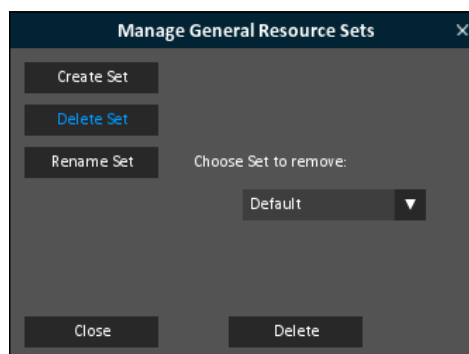 Manage General Resource Sets
Create Set
Delete Set
Rename Set
Choose Set to remove:
Default
Close
Delete